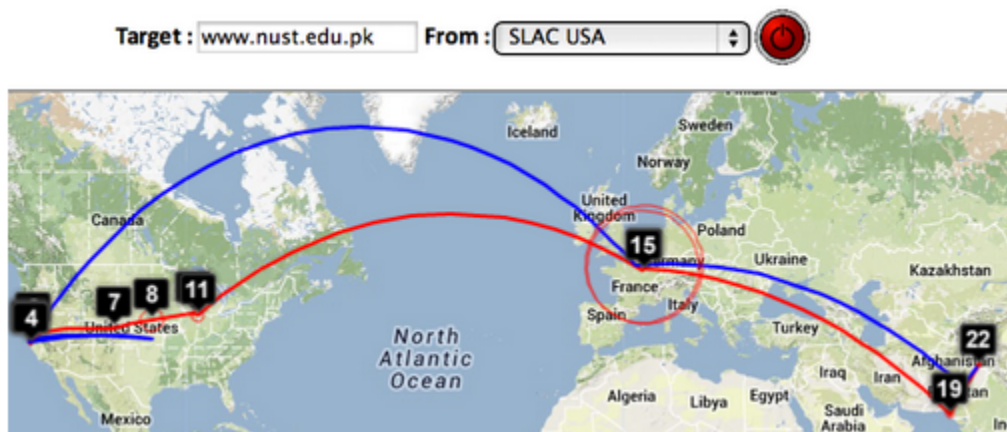 Target : www.nust.edu.pk From : SLAC USA
Iceland
Sweden
Norway
United
Kingdom
Canada
Poland
15
Ukraine
Kazakhstan
France
Italy
Spain
7
8
11
4
United States
Turkey
North
Atlantic
Ocean
22
Afghanistan
Iraq
Iran
19
Algeria
Libya
Egypt
Saudi
Arabia
Mexico